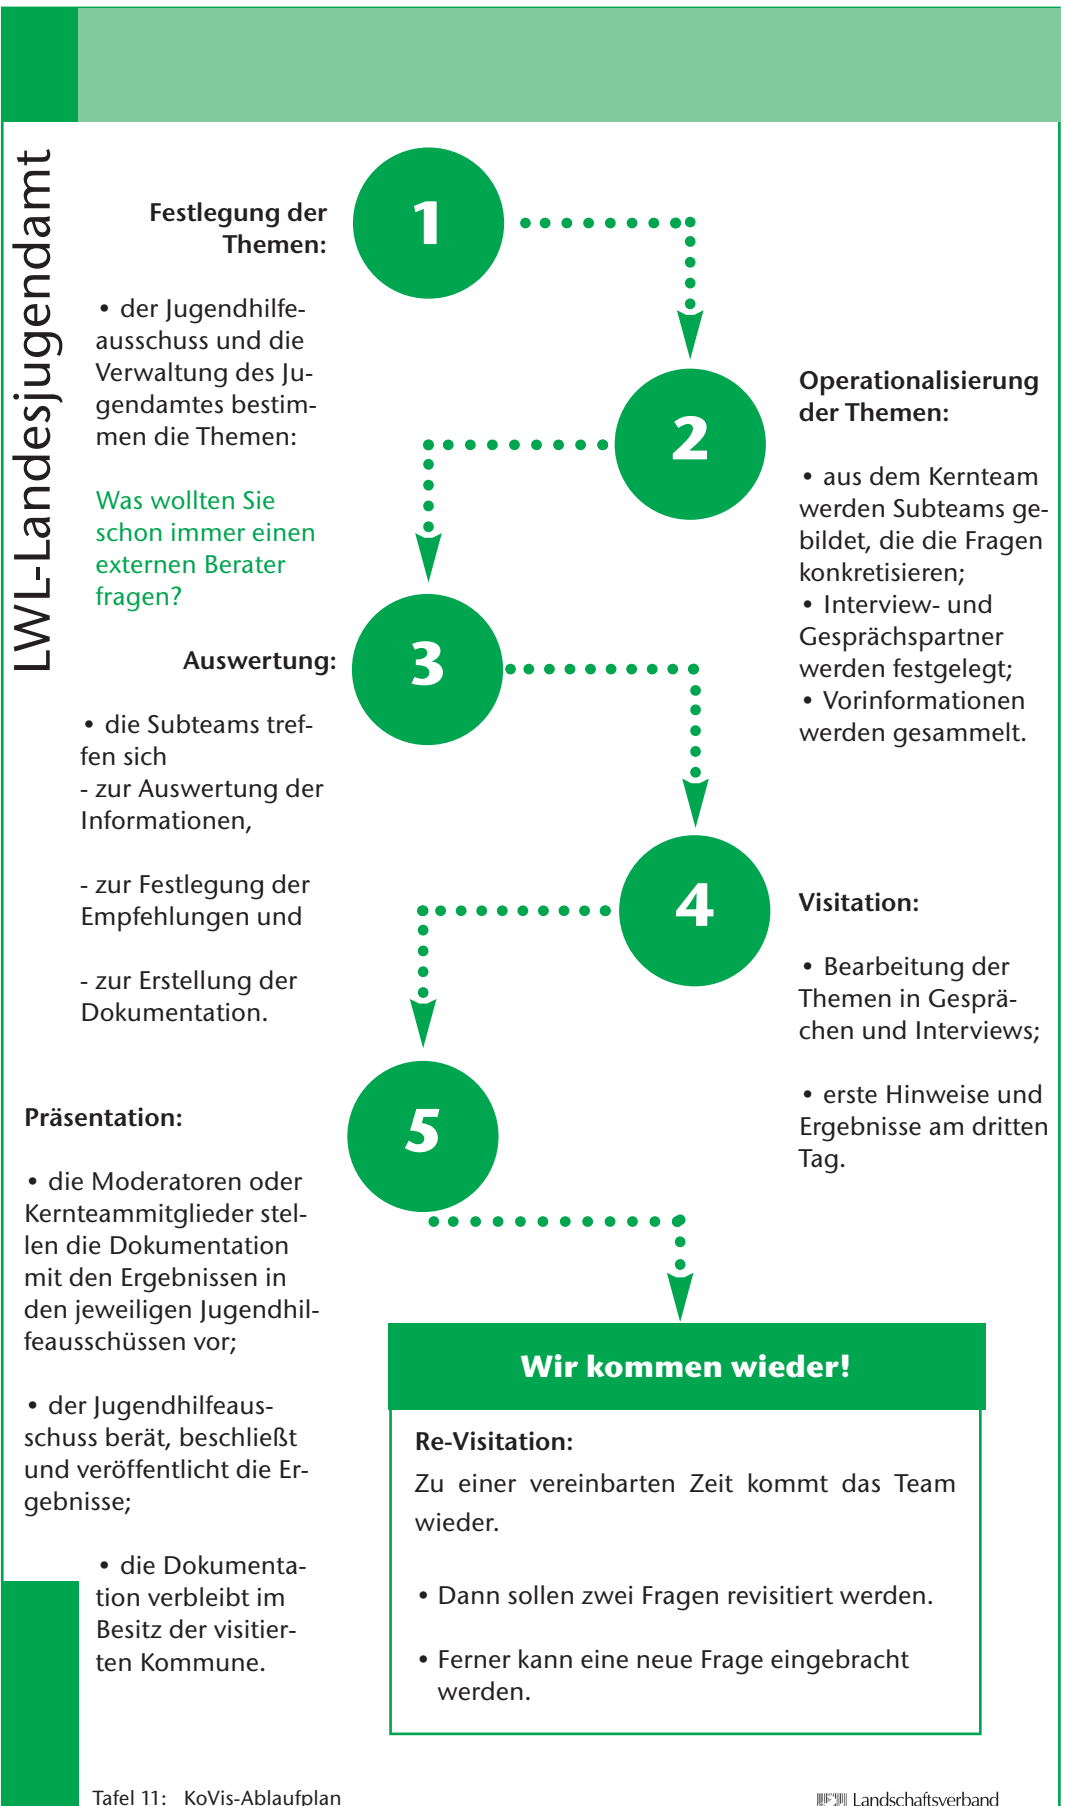 LWL-Landesjugendamt
1
Festlegung der
Themen:
• der Jugendhilfe-
ausschuss und die
Verwaltung des Ju-
gendamtes bestim-
men die Themen:
Was wollten Sie
schon immer einen
externen Berater
fragen?
2
Operationalisierung
der Themen:
• aus dem Kernteam
werden Subteams ge-
bildet, die die Fragen
konkretisieren;
• Interview- und
Gesprächspartner
werden festgelegt;
• Vorinformationen
werden gesammelt.
3
Auswertung:
• die Subteams tref-
fen sich
- zur Auswertung der
Informationen,
- zur Festlegung der
Empfehlungen und
- zur Erstellung der
Dokumentation.
4
Visitation:
• Bearbeitung der
Themen in Gesprä-
chen und Interviews;
• erste Hinweise und
Ergebnisse am dritten
Tag.
5
Präsentation:
• die Moderatoren oder
Kernteammitglieder stel-
len die Dokumentation
mit den Ergebnissen in
den jeweiligen Jugendhil-
feausschüssen vor;
• der Jugendhilfeaus-
schuss berät, beschließt
und veröffentlicht die Er-
gebnisse;
• die Dokumenta-
tion verbleibt im
Besitz der visitier-
ten Kommune.
Wir kommen wieder!
Re-Visitation:
Zu einer vereinbarten Zeit kommt das Team
wieder.
• Dann sollen zwei Fragen revisitiert werden.
• Ferner kann eine neue Frage eingebracht
werden.
Tafel 11: KoVis-Ablaufplan
Landschaftsverband